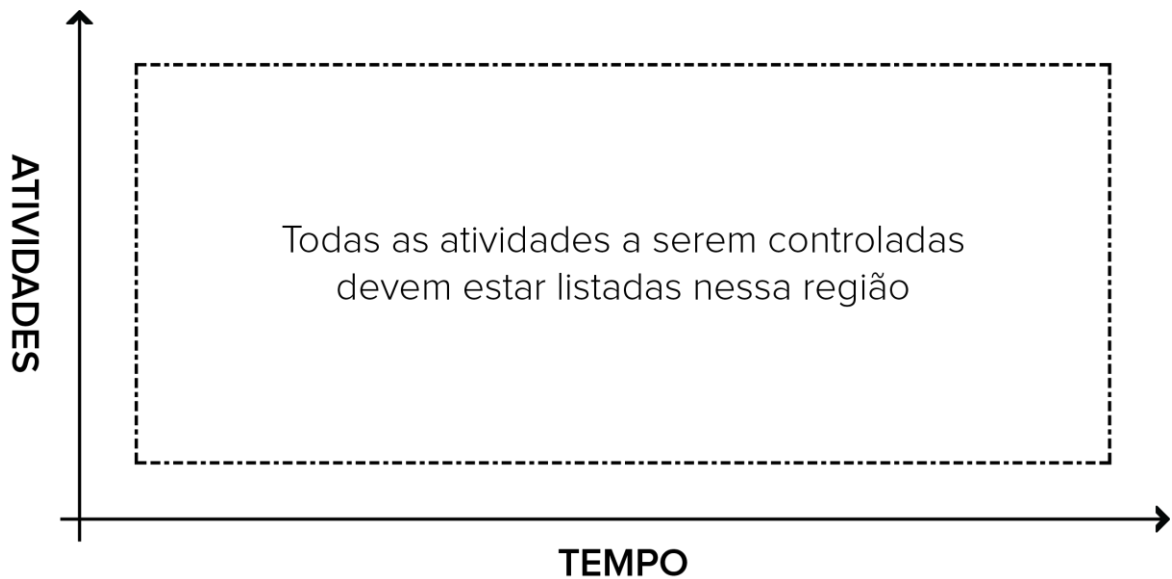 ATIVIDADES
Todas as atividades a serem controladas
devem estar listadas nessa região
TEMPO